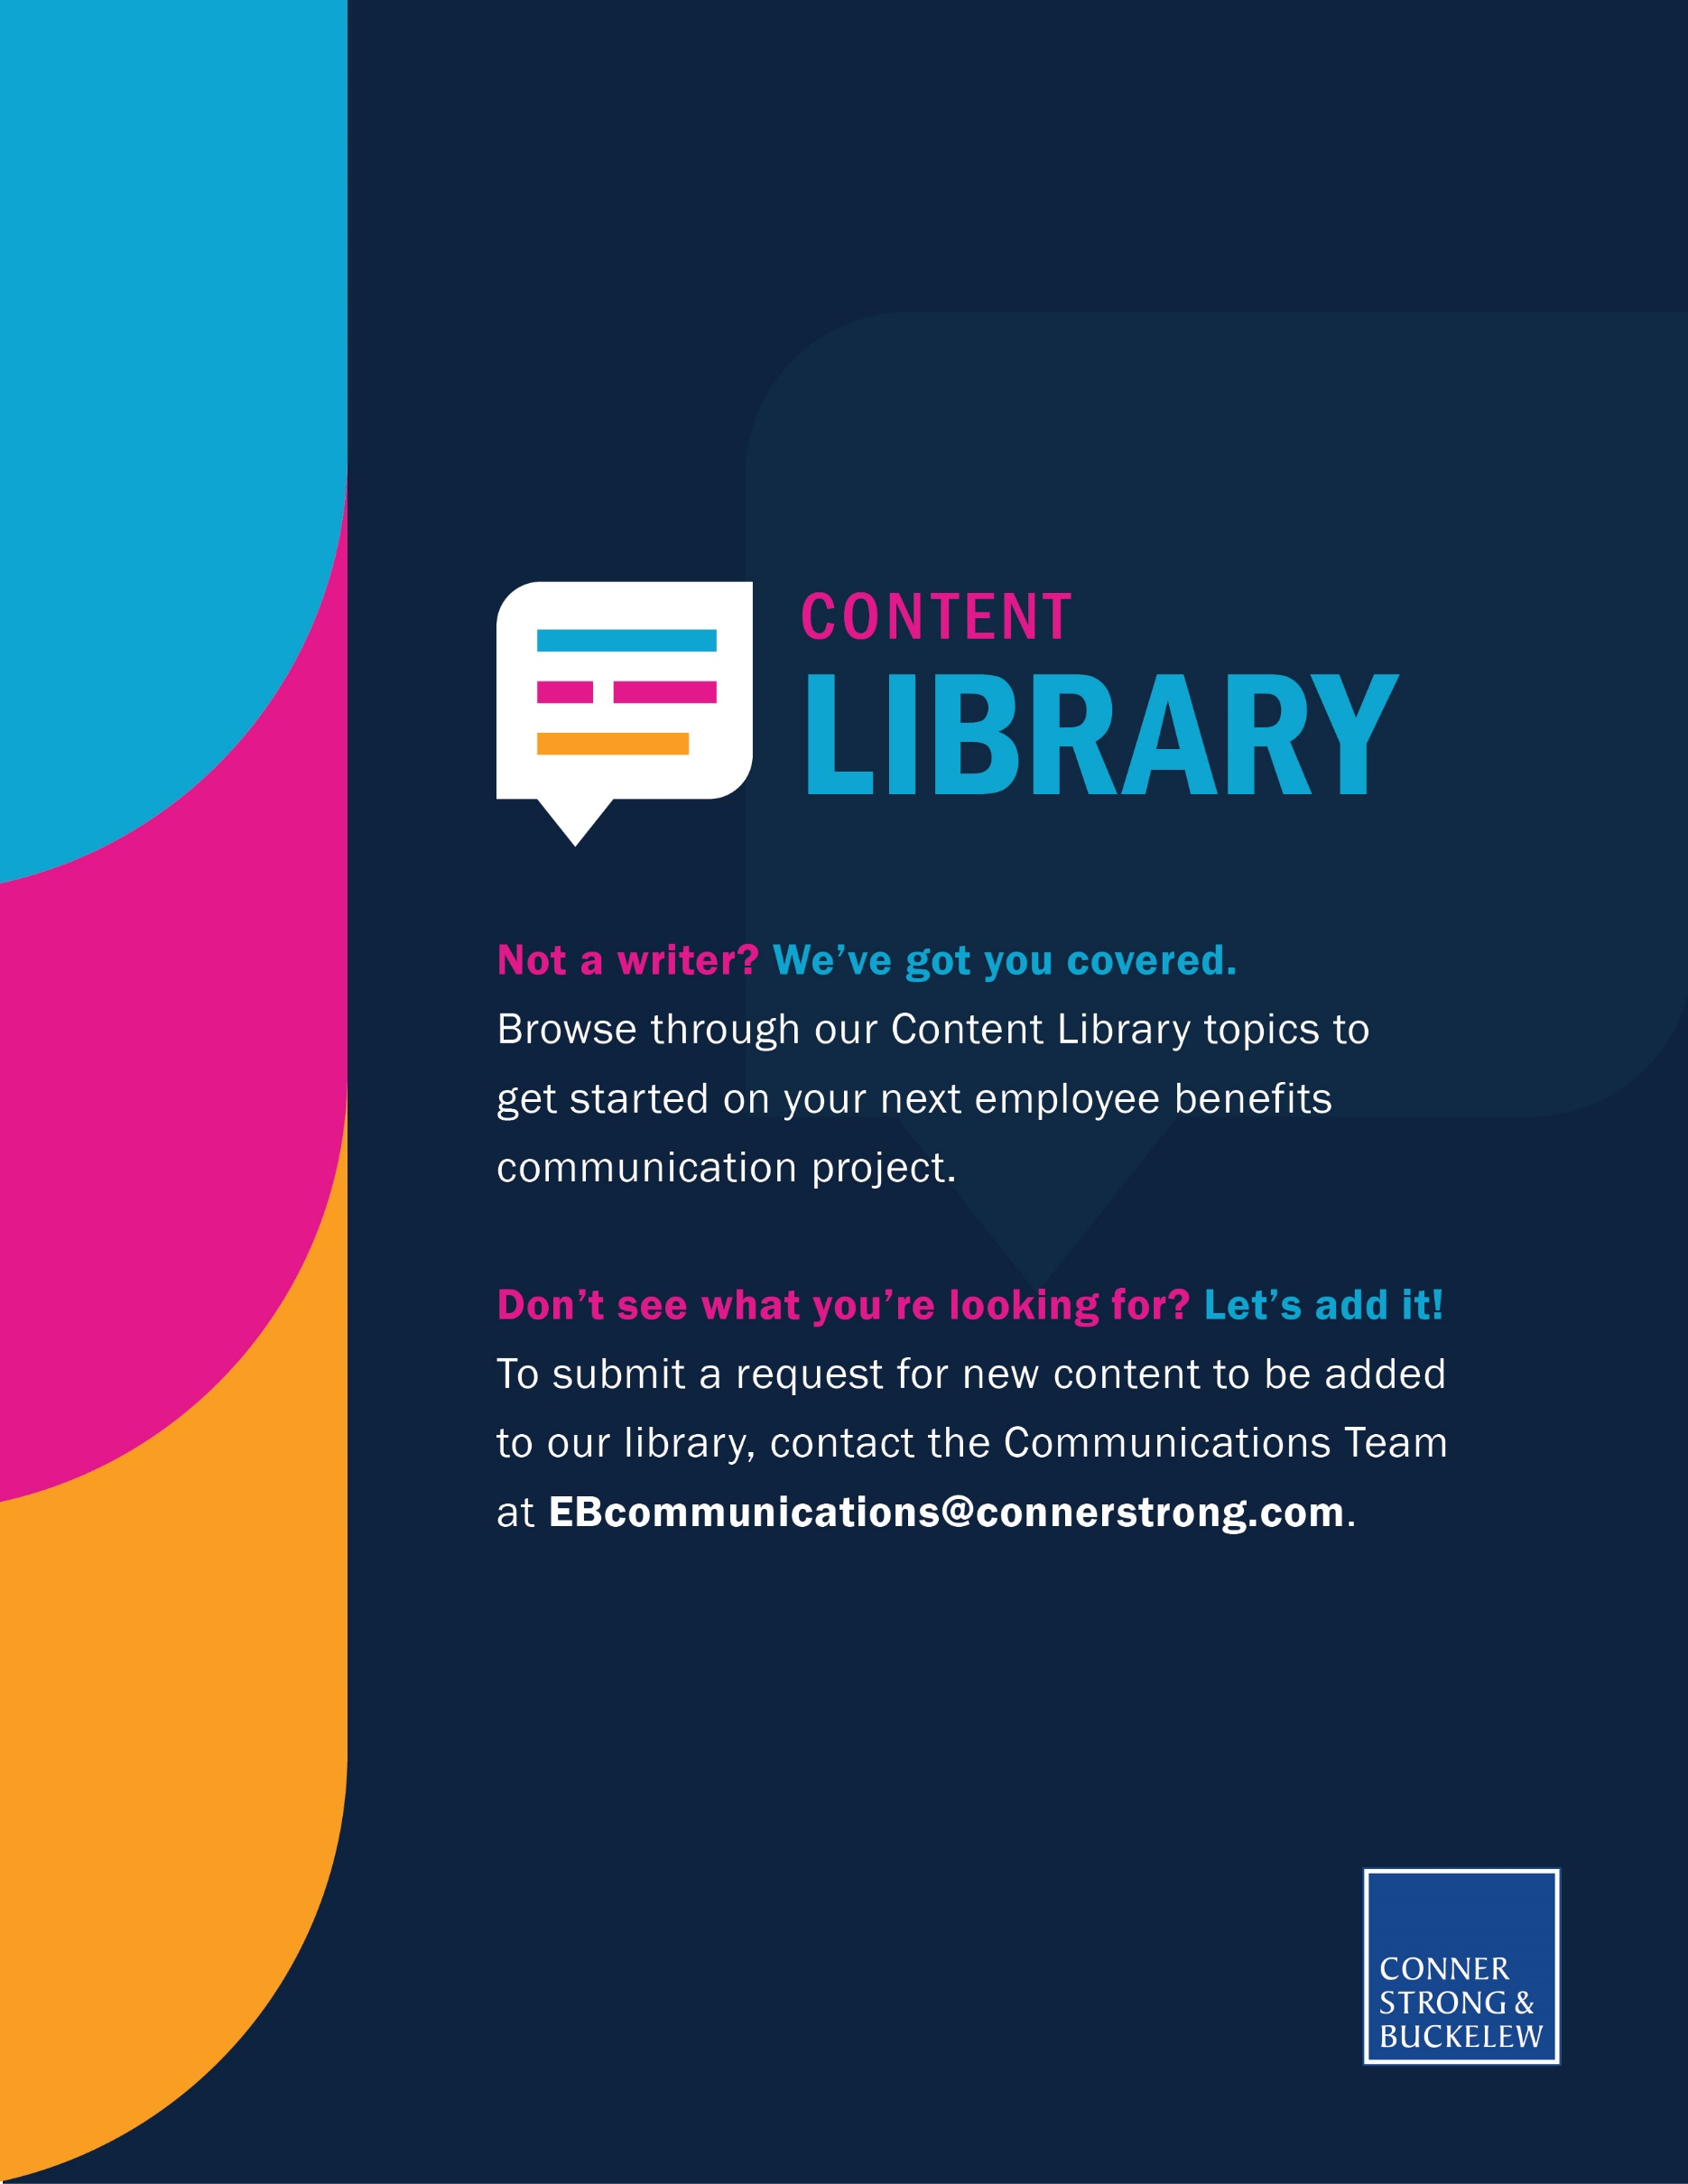 CONTENT
LIBRARY
Not a writer? We’ve got you covered.
Browse through our Content Library topics to
get started on your next employee benefits
communication project.
Don’t see what you’re looking for? Let’s add it!
To submit a request for new content to be added
to our library, contact the Communications Team
at EBcommunications@connerstrong.com.
CONNER
STRONG &
BUCKELEW